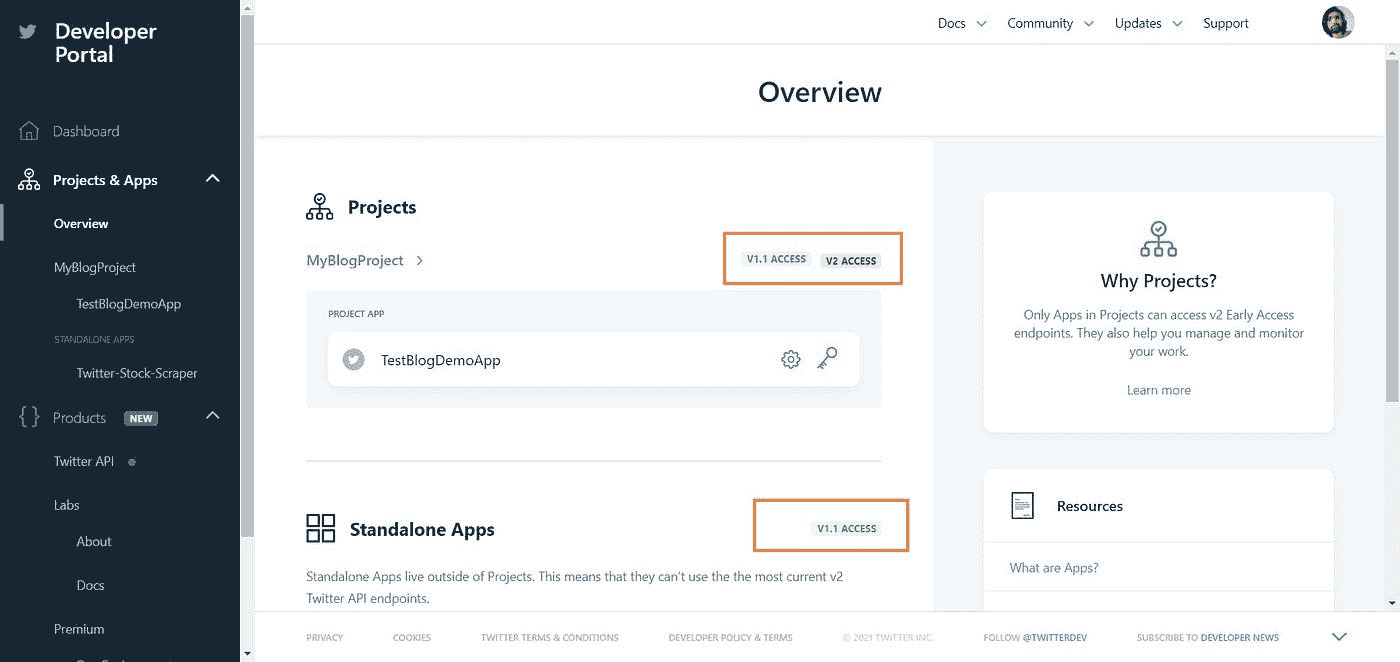 Developer
Portal
Docs
Community
Updates
Support
Overview
Dashboard
Projects & Apps
Overview
MyBlogProject
TestBlogDemoApp
STANDALONE APPS
Twitter-Stock-Scraper
Products NEW
Twitter API
Labs
About
Docs
Premium
Projects
MyBlogProject
V1.1 ACCESS V2 ACCESS
PROJECT APP
TestBlogDemoApp
Standalone Apps
V1.1 ACCESS
Standalone Apps live outside of Projects. This means that they can't use the the most current v2
Twitter API endpoints.
Why Projects?
Only Apps in Projects can access v2 Early Access
endpoints. They also help you manage and monitor
your work.
Learn more
Resources
What are Apps?
PRIVACY
COOKIES
TWITTER TERMS & CONDITIONS
DEVELOPER POLICY & TERMS
© 2021 TWITTER INC.
FOLLOW @TWITTERDEV
SUBSCRIBE TO DEVELOPER NEWS